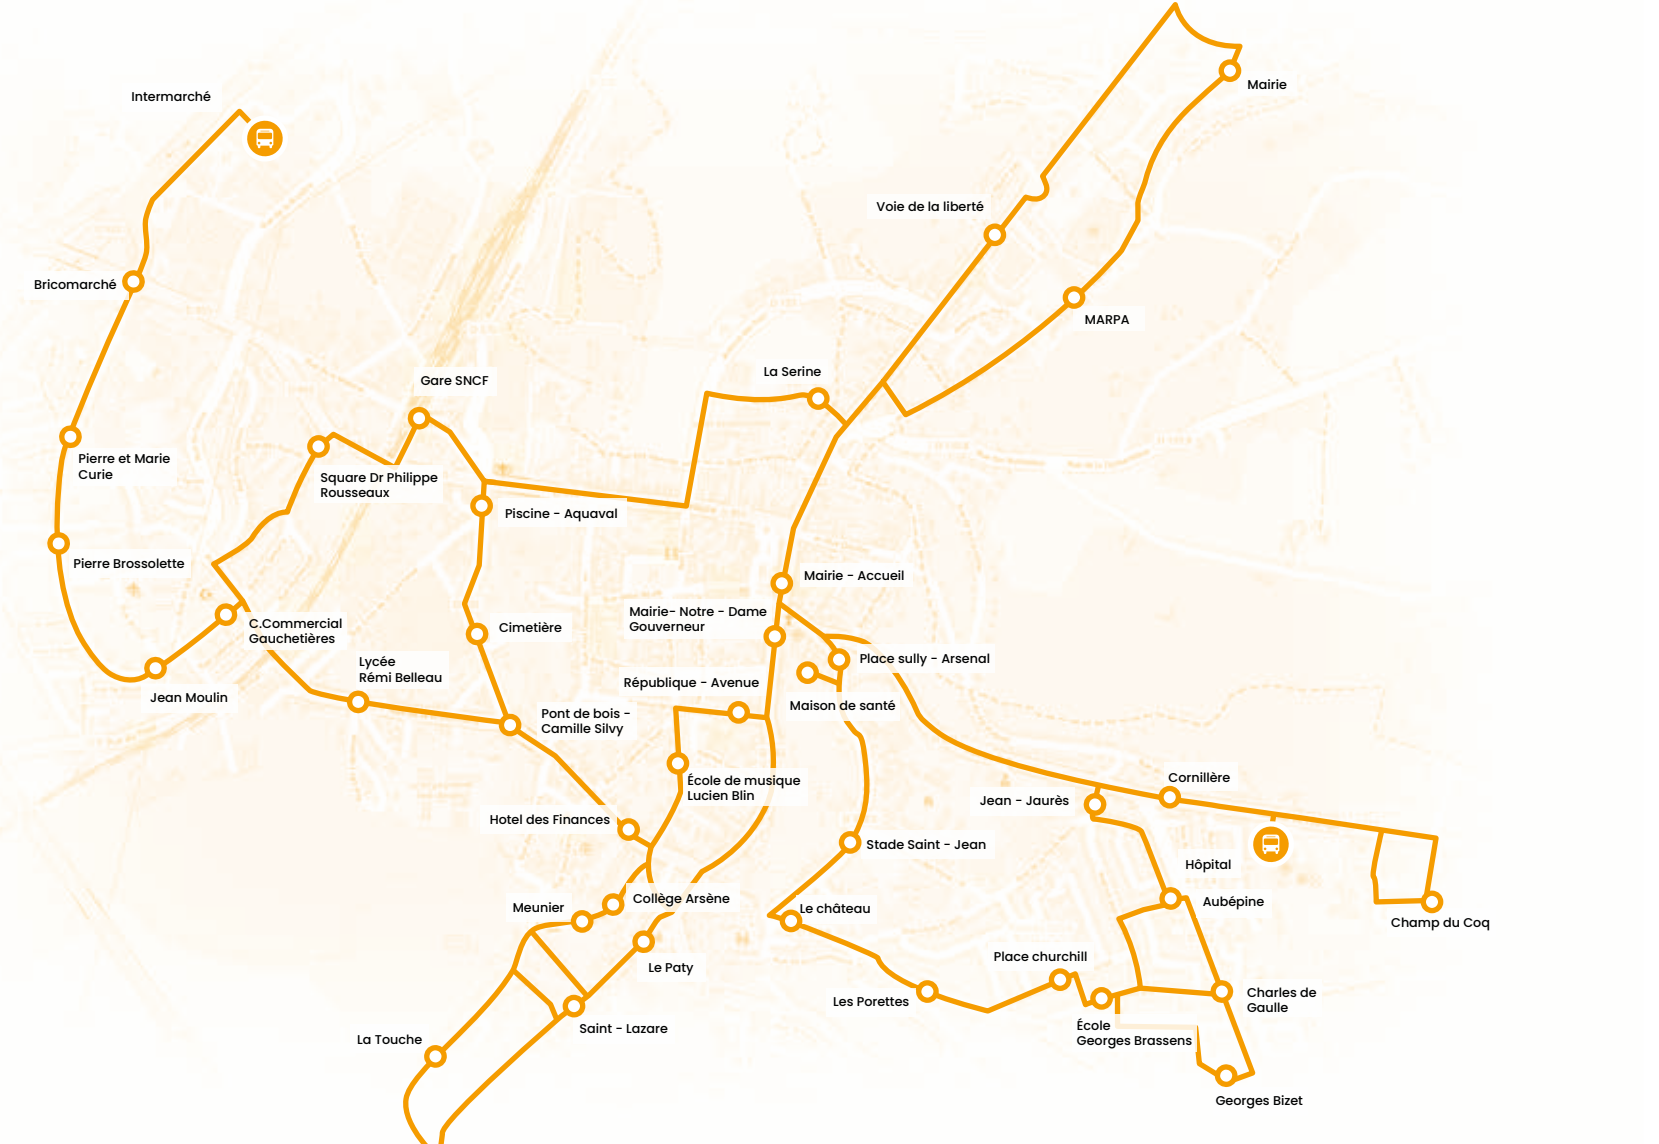 Mairie
Intermarché
Voie de la liberté
Bricomarché
MARPA
La Serine
Gare SNCF
Pierre et Marie
Curie
Square Dr Philippe
Rousseaux
Piscine - Aquaval
Pierre Brossolette
Mairie - Accueil
Mairie- Notre - Dame
Gouverneur
C.Commercial
Gauchetières
Cimetière
Place sully - Arsenal
Lycée
Rémi Belleau
République - Avenue
Jean Moulin
Maison de santé
Pont de bois -
Camille Silvy
École de musique
Lucien Blin
Cornillère
Jean - Jaurès
Hotel des Finances
Stade Saint - Jean
Hôpital
Collège Arsène
Meunier
Aubépine
Le château
Champ du Coq
Place churchill
Le Paty
Les Porettes
Charles de
Gaulle
Saint - Lazare
École
Georges Brassens
La Touche
Georges Bizet